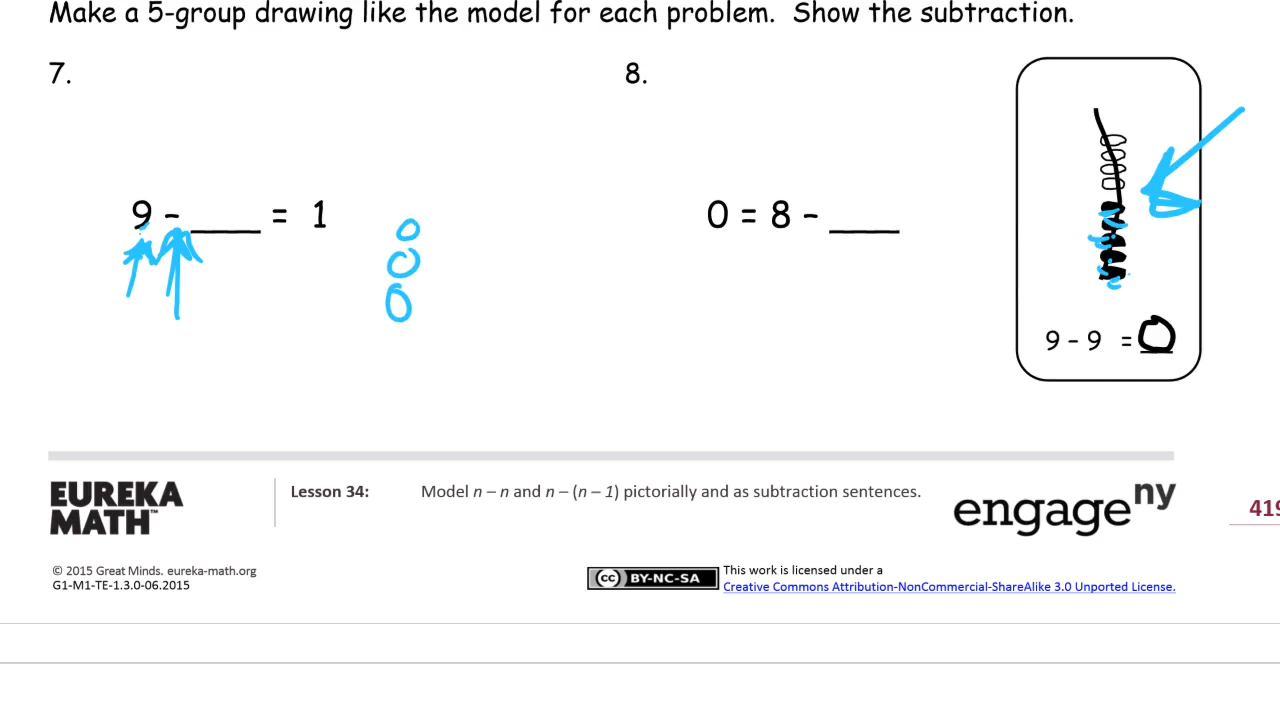 Make a 5-group drawing like the model for each problem. Show the subtraction.
7.
8.
9 - ____ = 1
0 = 8 - ____
9 - 9 = 0
EUREKA
MATH™
Lesson 34: Model n – n and n – (n – 1) pictorially and as subtraction sentences.
engage ny
419
© 2015 Great Minds. eureka-math.org
G1-M1-TE-1.3.0-06.2015
cc BY-NC-SA
This work is licensed under a
Creative Commons Attribution-NonCommercial-ShareAlike 3.0 Unported License.